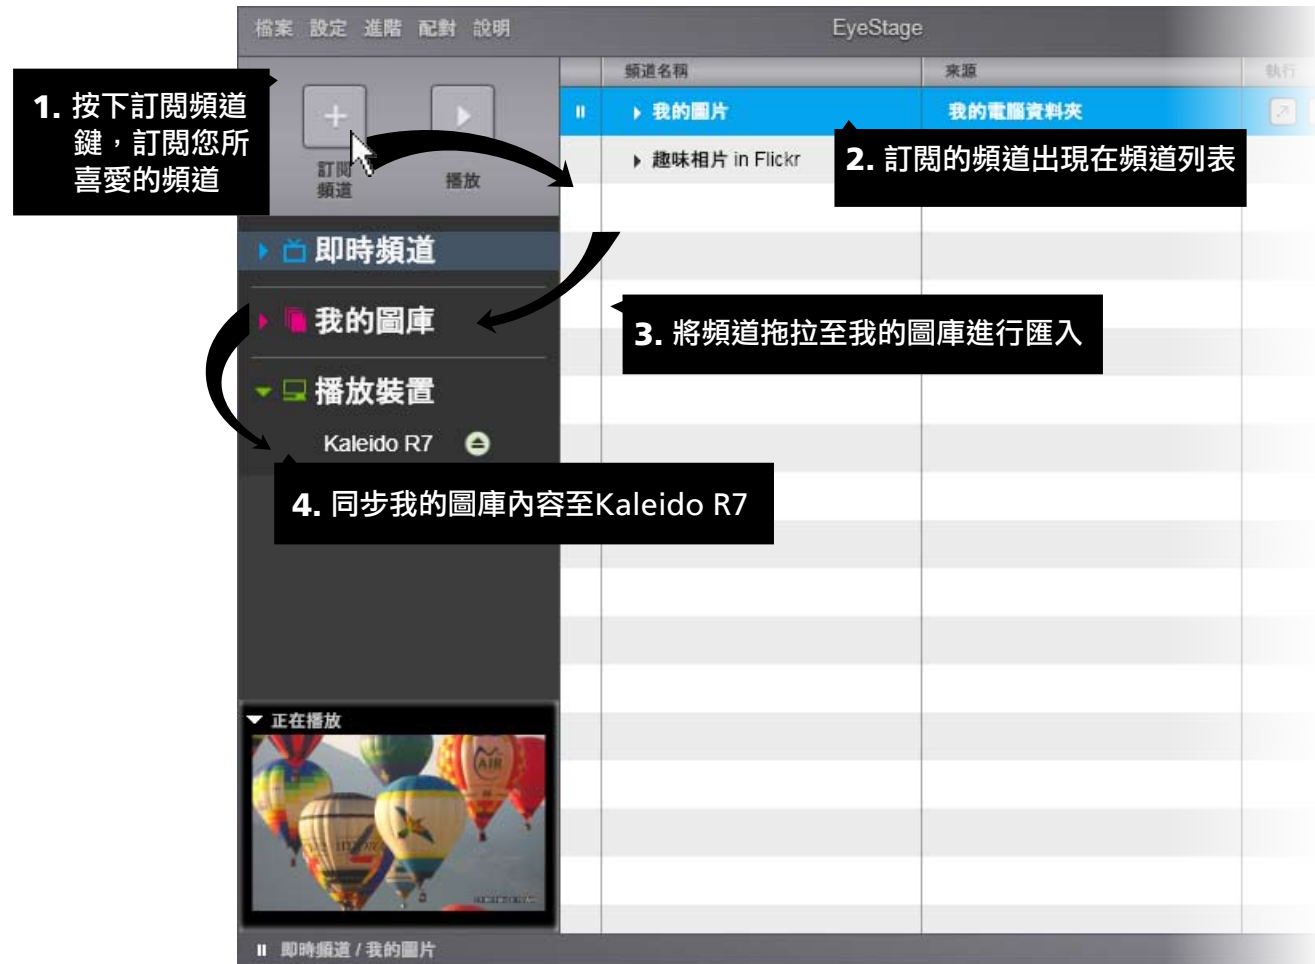 檔案 設定 進階 配對 說明
EyeStage
頻道名稱
來源
執行
1. 按下訂閱頻道
鍵，訂閱您所
喜愛的頻道
訂閱
頻道
播放
我的圖片
我的電腦資料夾
趣味相片 in Flickr
2. 訂閱的頻道出現在頻道列表
即時頻道
我的圖庫
3. 將頻道拖拉至我的圖庫進行匯入
播放裝置
Kaleido R7
4. 同步我的圖庫內容至Kaleido R7
正在播放
AIR
即時頻道 / 我的圖片